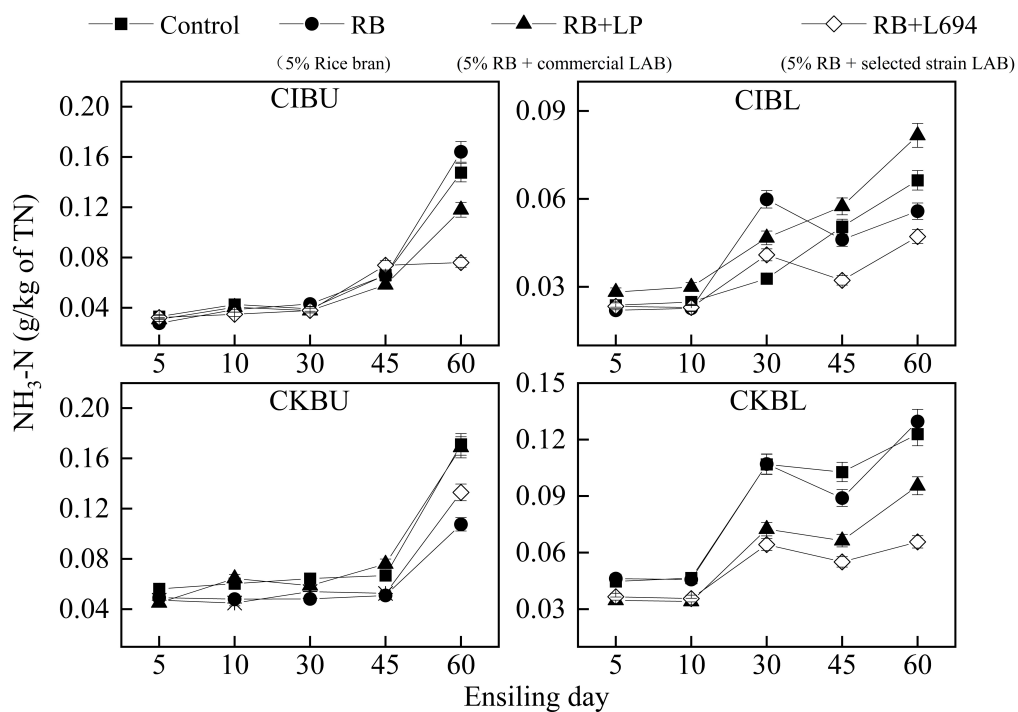 Control RB RB+LP RB+L694
（5% Rice bran) (5% RB + commercial LAB) (5% RB + selected strain LAB)
NH3-N (g/kg of TN)
CIBU
0.20
0.16
0.12
0.08
0.04
5 10 30 45 60
CIBL
0.09
0.06
0.03
5 10 30 45 60
CKBU
0.20
0.16
0.12
0.08
0.04
5 10 30 45 60
CKBL
0.15
0.12
0.09
0.06
0.03
5 10 30 45 60
Ensiling day